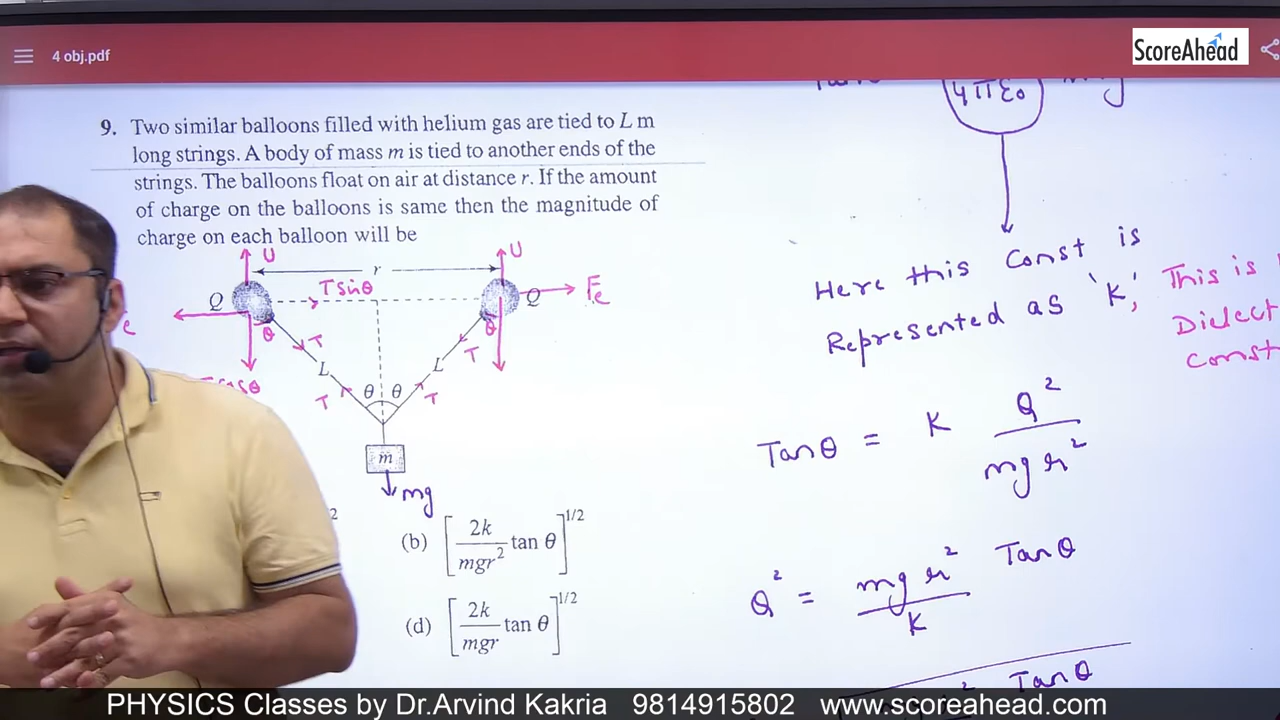 4 obj.pdf
ScoreAhead
4πε₀
9. Two similar balloons filled with helium gas are tied to L m
long strings. A body of mass m is tied to another ends of the
strings. The balloons float on air at distance r. If the amount
of charge on the balloons is same then the magnitude of
charge on each balloon will be
U
U
r
Tsinθ
Q
Q
Fe
θ
θ
T
T
L
L
T
θ θ
T
m
mg
(b) [2k/mgr² tan θ]^1/2
(d) [2k/mgr tan θ]^1/2
Here this Const is
Represented as 'K',
This is
Dielect
Const
Tanθ = K Q²/mgr²
Q² = mgr²/K Tanθ
Tanθ
PHYSICS Classes by Dr.Arvind Kakria 9814915802 www.scoreahead.com